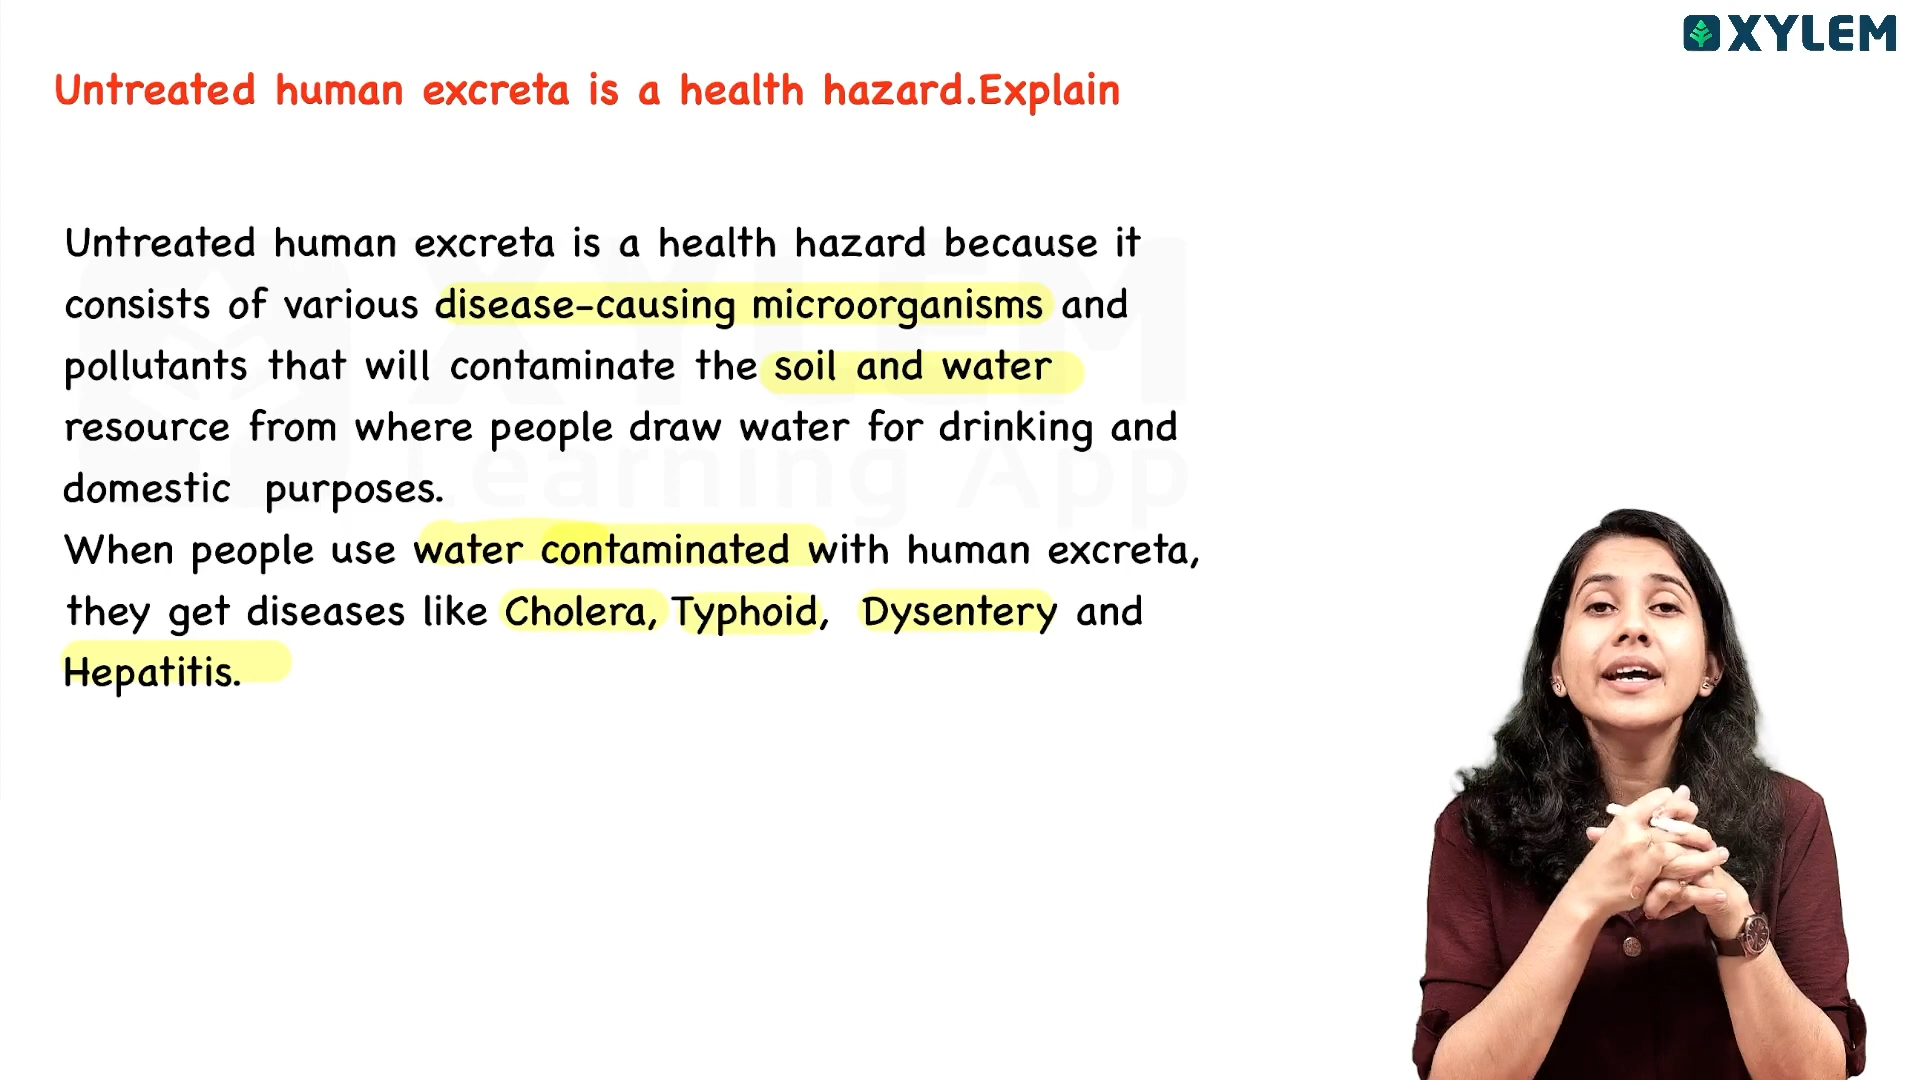 XYLEM
Untreated human excreta is a health hazard.Explain
Untreated human excreta is a health hazard because it
consists of various disease-causing microorganisms and
pollutants that will contaminate the soil and water
resource from where people draw water for drinking and
domestic purposes.
When people use water contaminated with human excreta,
they get diseases like Cholera, Typhoid, Dysentery and
Hepatitis.
XYLEM
Learning App